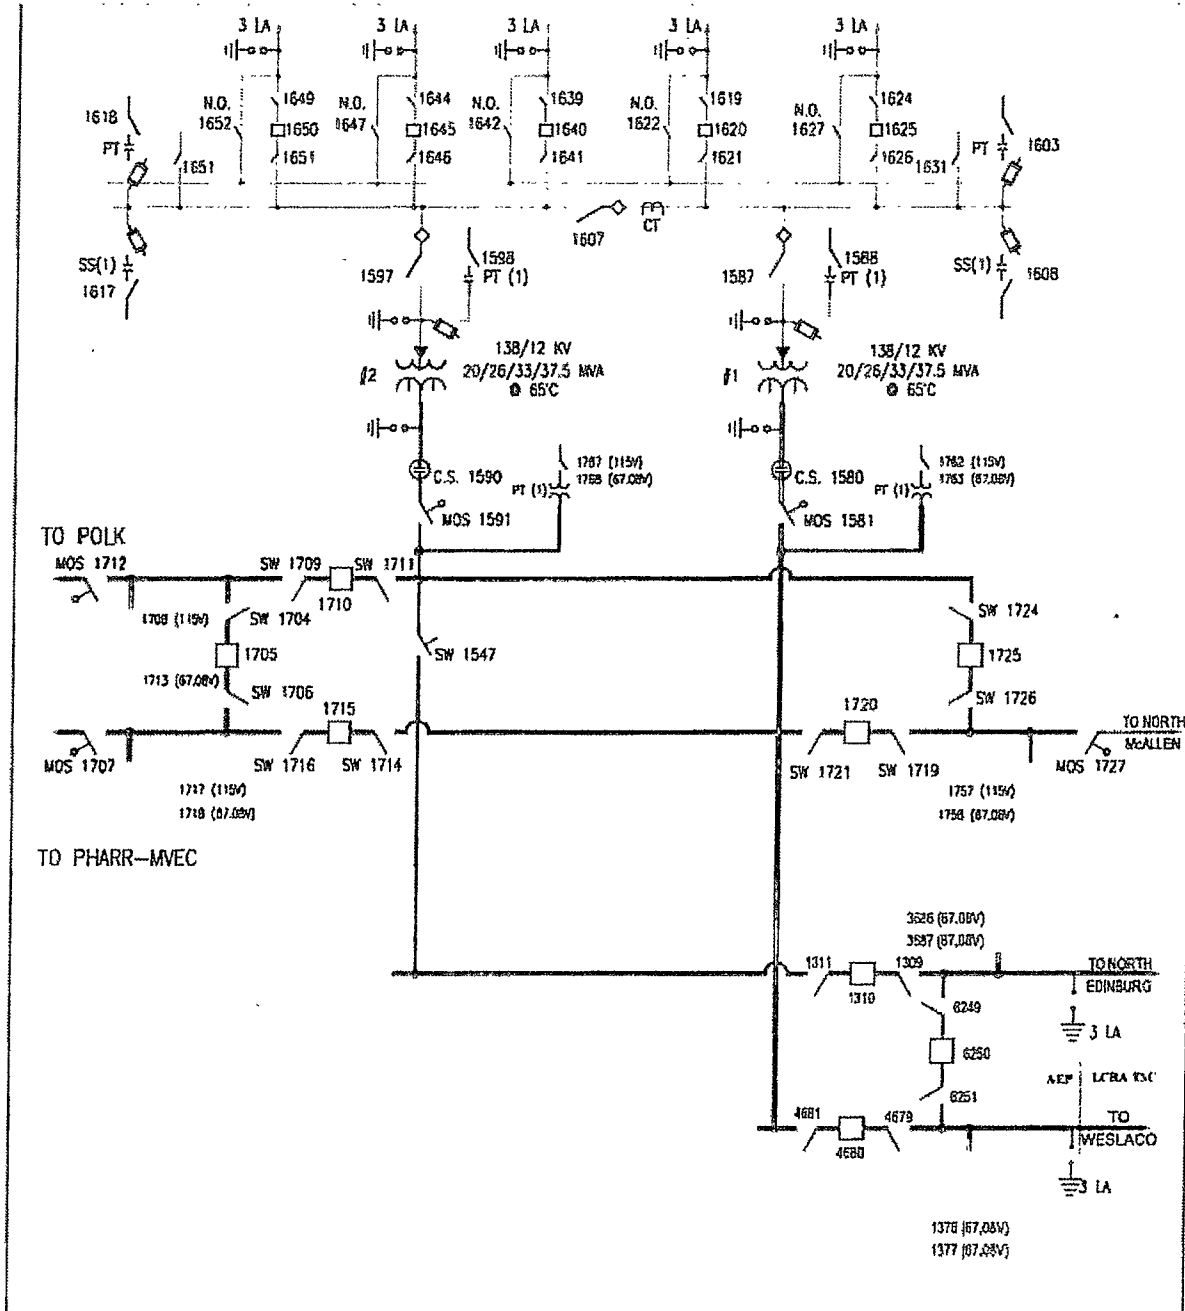 3 LA 3 LA 3 LA 3 LA 3 LA
1618
N.O. 1649
1652
1650
1651
N.O. 1644
1647
1645
1646
N.O. 1639
1642
1640
1641
N.O. 1619
1622
1620
1621
N.O. 1624
1627
1625
1626
PT
1651
1631
PT 1603
1607
CT
SS(1)
1617
1597
1598
PT (1)
1587
1588
PT (1)
SS(1)
1608
#2
138/12 KV
20/26/33/37.5 MVA
@ 65°C
#1
138/12 KV
20/26/33/37.5 MVA
@ 65°C
C.S. 1590
PT (1)
1767 (115V)
1768 (67.08V)
MOS 1591
C.S. 1580
PT (1)
1762 (115V)
1763 (67.08V)
MOS 1581
TO POLK
MOS 1712
SW 1709
SW 1711
1710
1708 (115V)
SW 1704
1705
1713 (67.08V)
SW 1706
SW 1547
SW 1724
1725
SW 1726
1715
1720
MOS 1707
SW 1716
SW 1714
SW 1721
SW 1719
MOS 1727
TO NORTH
McALLEN
1717 (115V)
1718 (67.08V)
1757 (115V)
1758 (67.08V)
TO PHARR-MVEC
3626 (67.08V)
3687 (67.08V)
1311
1310
1309
TO NORTH
EDINBURG
6249
3 LA
6250
6251
AEP LCRA TSC
4681
4680
4679
TO
WESLACO
3 LA
1376 (67.08V)
1377 (67.08V)